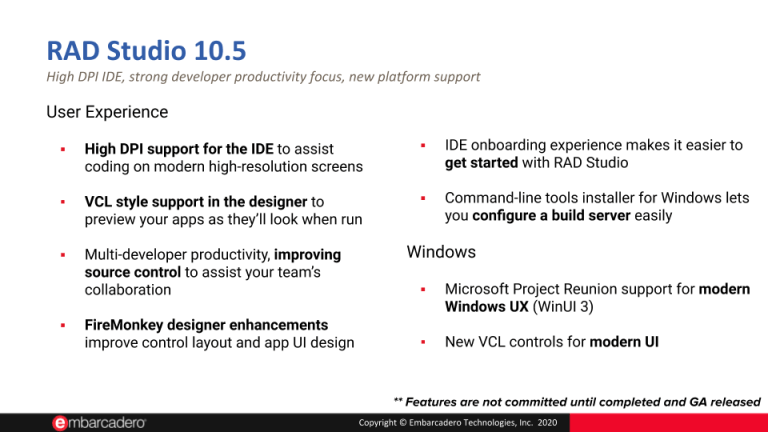 RAD Studio 10.5
High DPI IDE, strong developer productivity focus, new platform support
User Experience
▪ High DPI support for the IDE to assist
coding on modern high-resolution screens
▪ VCL style support in the designer to
preview your apps as they’ll look when run
▪ Multi-developer productivity, improving
source control to assist your team’s
collaboration
▪ FireMonkey designer enhancements
improve control layout and app UI design
▪ IDE onboarding experience makes it easier to
get started with RAD Studio
▪ Command-line tools installer for Windows lets
you configure a build server easily
Windows
▪ Microsoft Project Reunion support for modern
Windows UX (WinUI 3)
▪ New VCL controls for modern UI
** Features are not committed until completed and GA released
embarcadero®
Copyright © Embarcadero Technologies, Inc. 2020